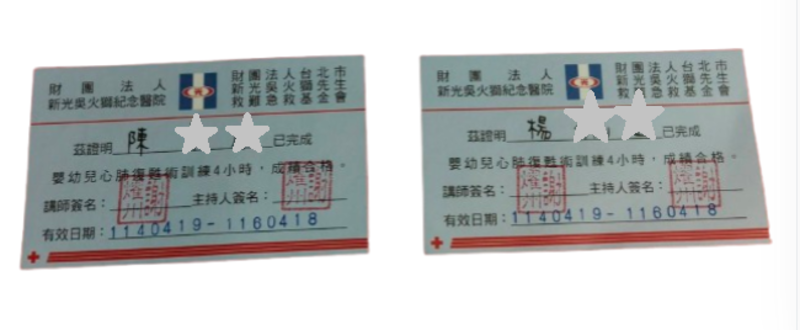 財團法人
新光吳火獅紀念醫院
財團法人台北市
新光吳火獅先生
救難急救基金會
茲證明 陳 已完成
嬰幼兒心肺復甦術訓練4小時,成績合格。
講師簽名: 主持人簽名:
有效日期:1140419-1160418
財團法人
新光吳火獅紀念醫院
財團法人台北市
新光吳火獅先生
救難急救基金會
茲證明 楊 已完成
嬰幼兒心肺復甦術訓練4小時,成績合格。
講師簽名: 主持人簽名:
有效日期:1140419-1160418